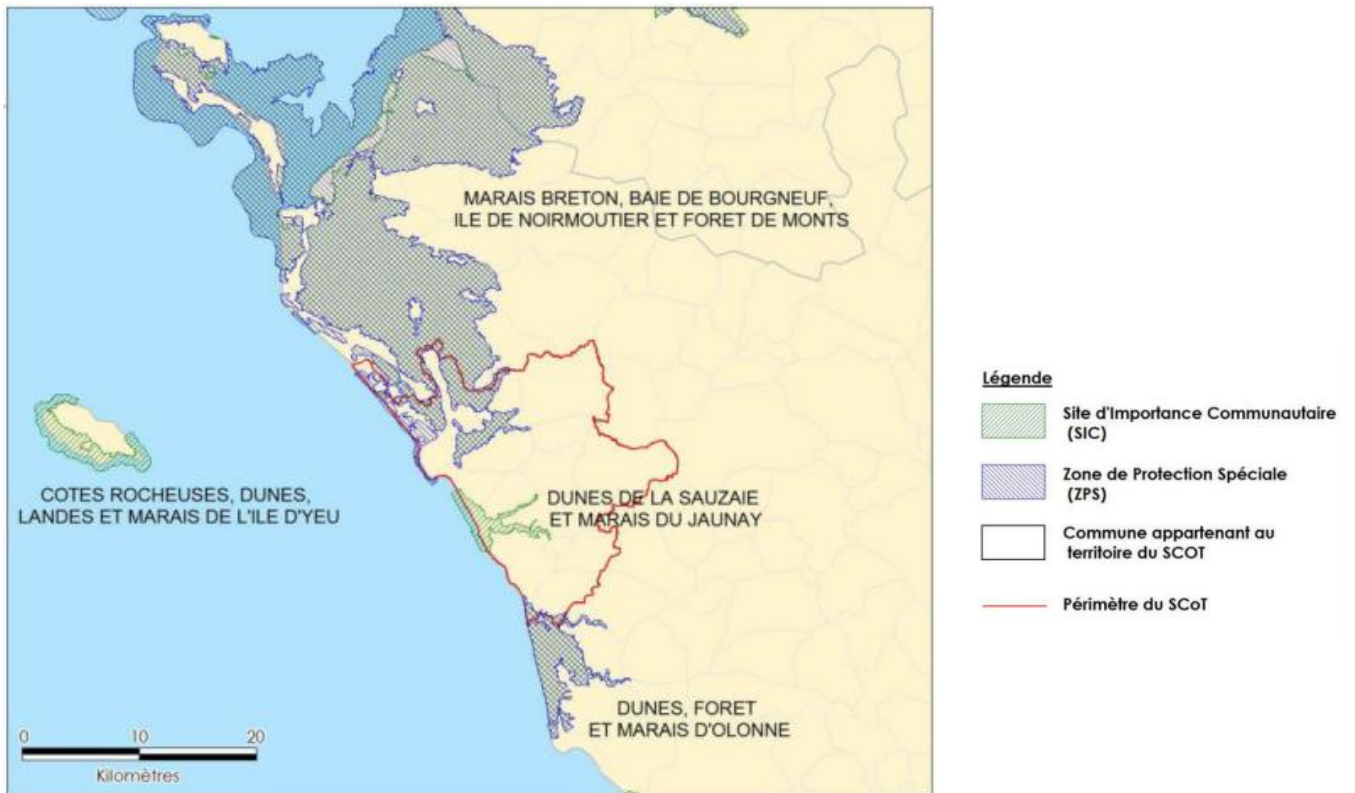 MARAIS BRETON, BAIE DE BOURGNEUF,
ILE DE NOIRMOUTIER ET FORET DE MONTS
COTES ROCHEUSES, DUNES,
LANDES ET MARAIS DE L'ILE D'YEU
DUNES DE LA SAUZAIE
ET MARAIS DU JAUNAY
DUNES, FORET
ET MARAIS D'OLONNE
0 10 20
Kilomètres
Légende
Site d'Importance Communautaire
(SIC)
Zone de Protection Spéciale
(ZPS)
Commune appartenant au
territoire du SCOT
Périmètre du SCoT